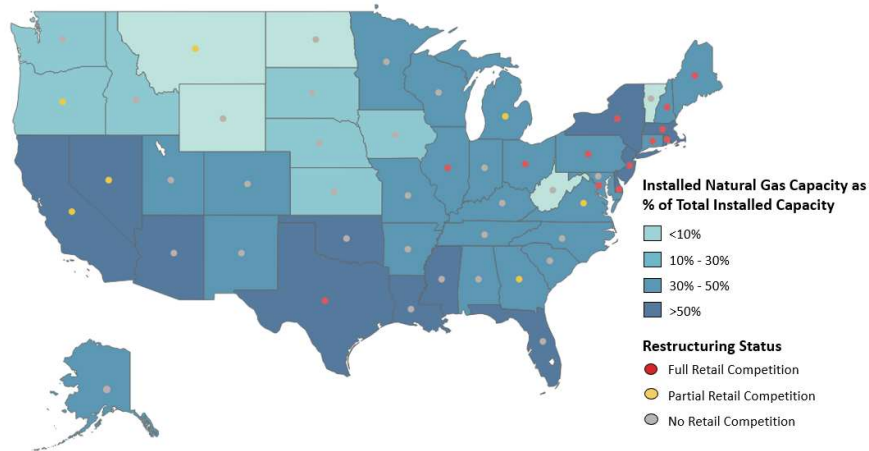 Installed Natural Gas Capacity as
% of Total Installed Capacity
<10%
10% - 30%
30% - 50%
>50%
Restructuring Status
Full Retail Competition
Partial Retail Competition
No Retail Competition